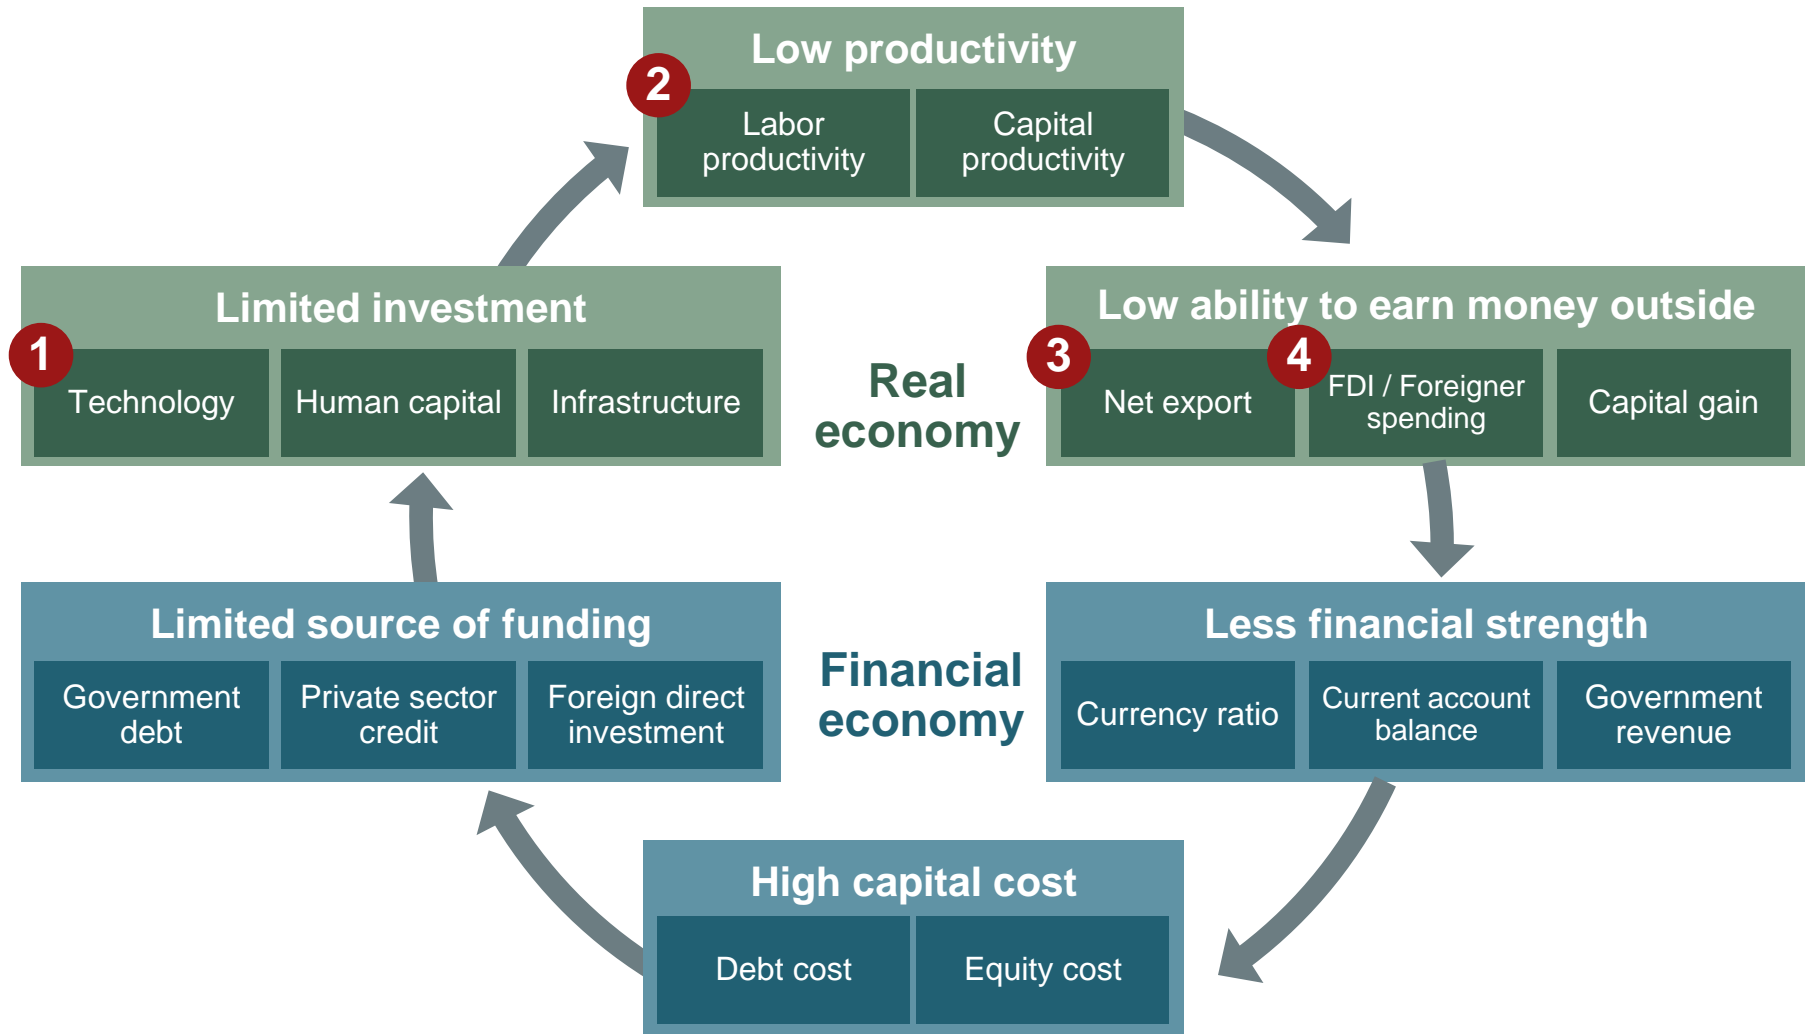 Low productivity
2
Labor
productivity
Capital
productivity
Limited investment
1
Technology
Human capital
Infrastructure
Real
economy
Low ability to earn money outside
3
Net export
4
FDI / Foreigner
spending
Capital gain
Limited source of funding
Government
debt
Private sector
credit
Foreign direct
investment
Financial
economy
Less financial strength
Currency ratio
Current account
balance
Government
revenue
High capital cost
Debt cost
Equity cost